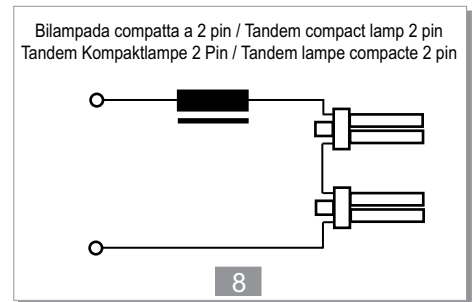 Bilampada compatta a 2 pin / Tandem compact lamp 2 pin
Tandem Kompaktlampe 2 Pin / Tandem lampe compacte 2 pin
8